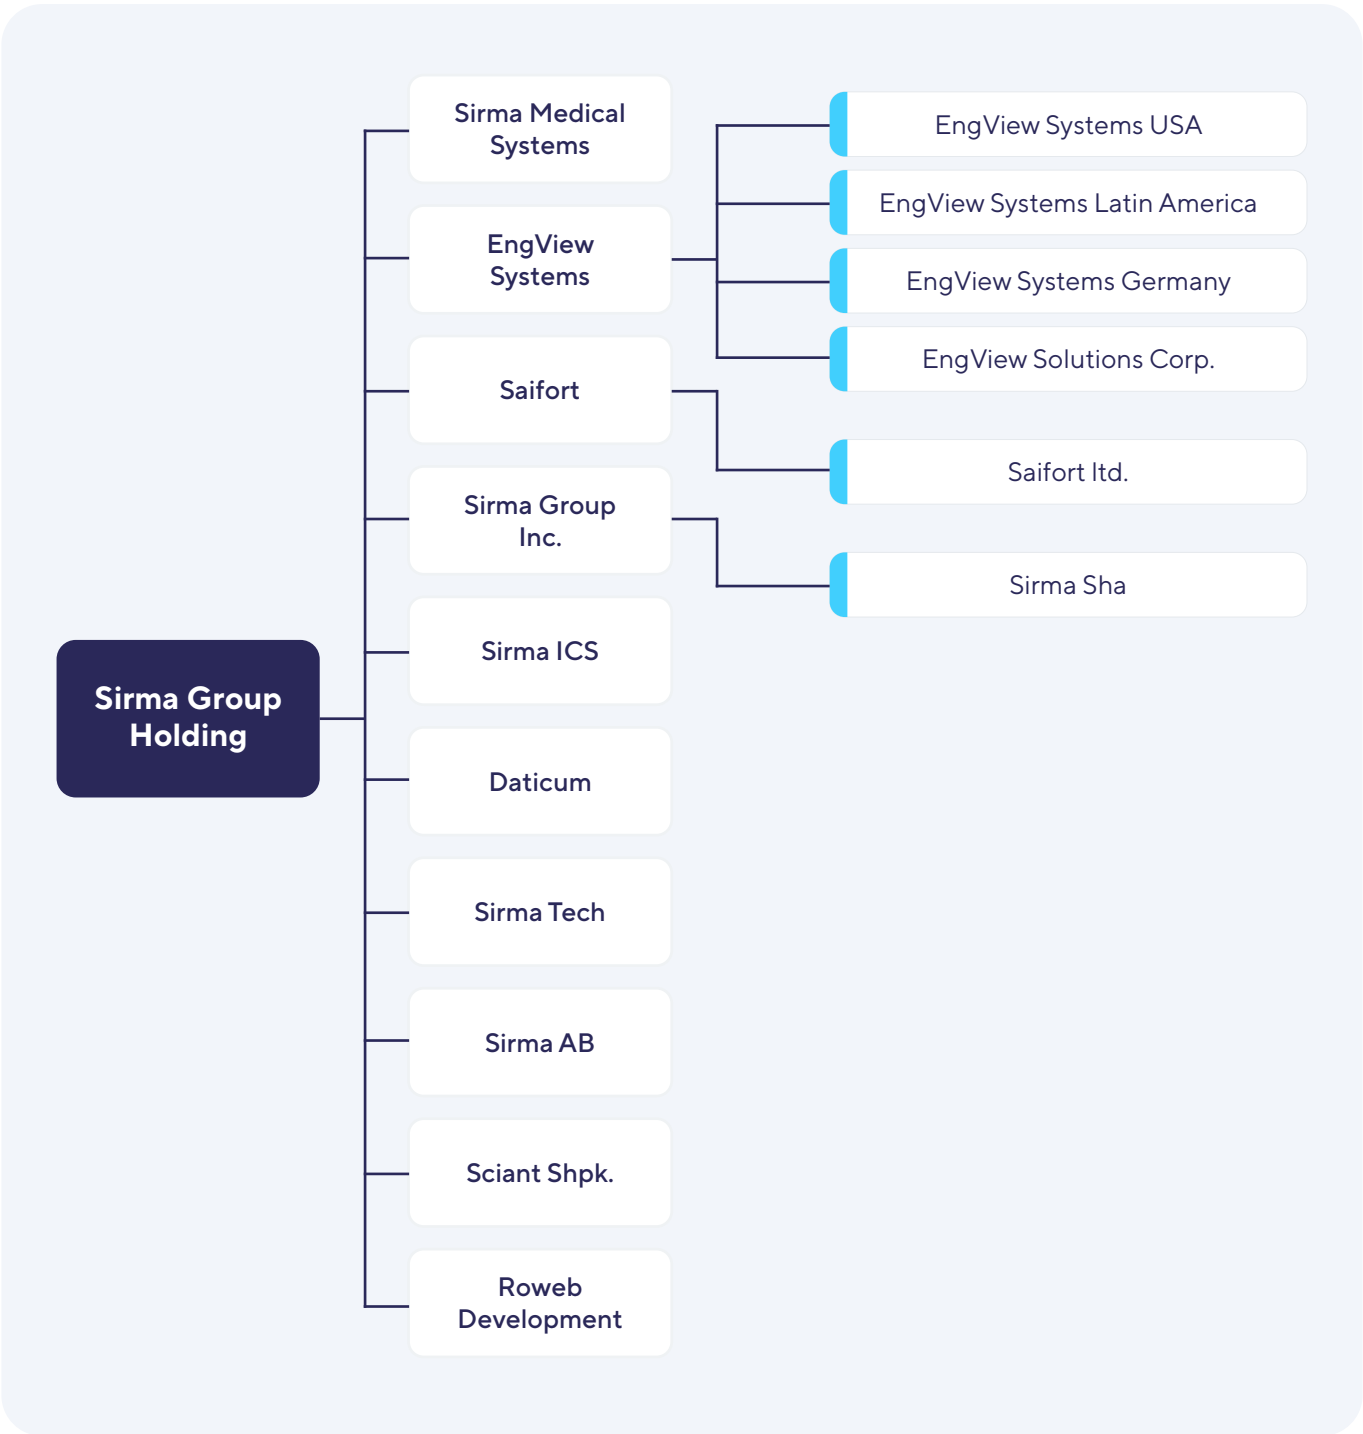 Sirma Group
Holding
Sirma Medical
Systems
EngView
Systems
Saifort
Sirma Group
Inc.
Sirma ICS
Daticum
Sirma Tech
Sirma AB
Sciant Shpk.
Roweb
Development
EngView Systems USA
EngView Systems Latin America
EngView Systems Germany
EngView Solutions Corp.
Saifort ltd.
Sirma Sha